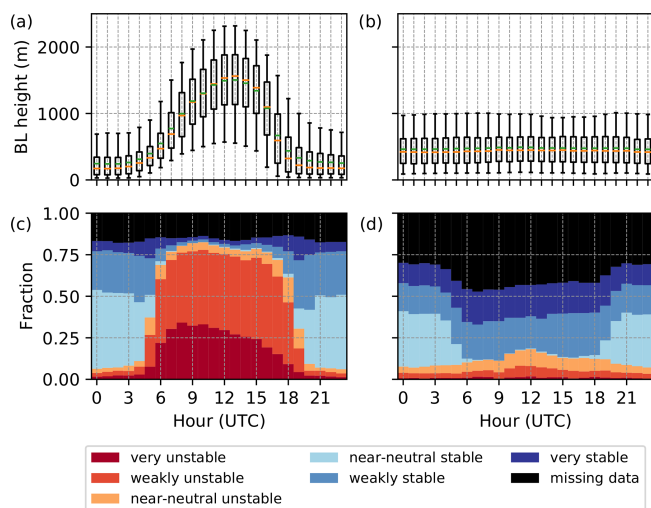 (a)
(b)
BL height (m)
2000
1000
0
(c)
(d)
Fraction
1.00
0.75
0.50
0.25
0.00
0 3 6 9 12 15 18 21
0 3 6 9 12 15 18 21
Hour (UTC)
Hour (UTC)
very unstable
near-neutral stable
very stable
weakly unstable
weakly stable
missing data
near-neutral unstable